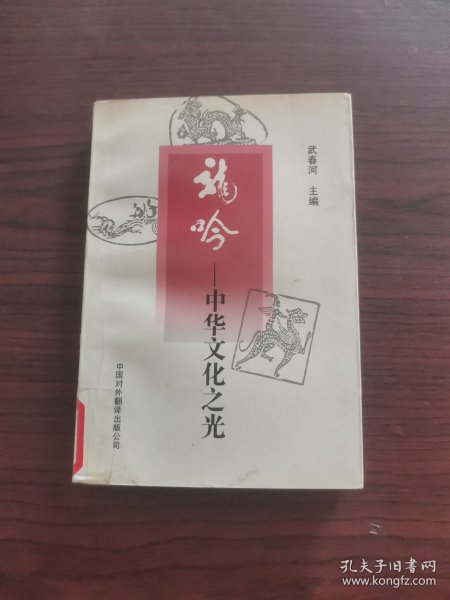 龙吟
—中华文化之光
武春河 主编
中国对外翻译出版公司
孔夫子旧书网
www.kongfz.com